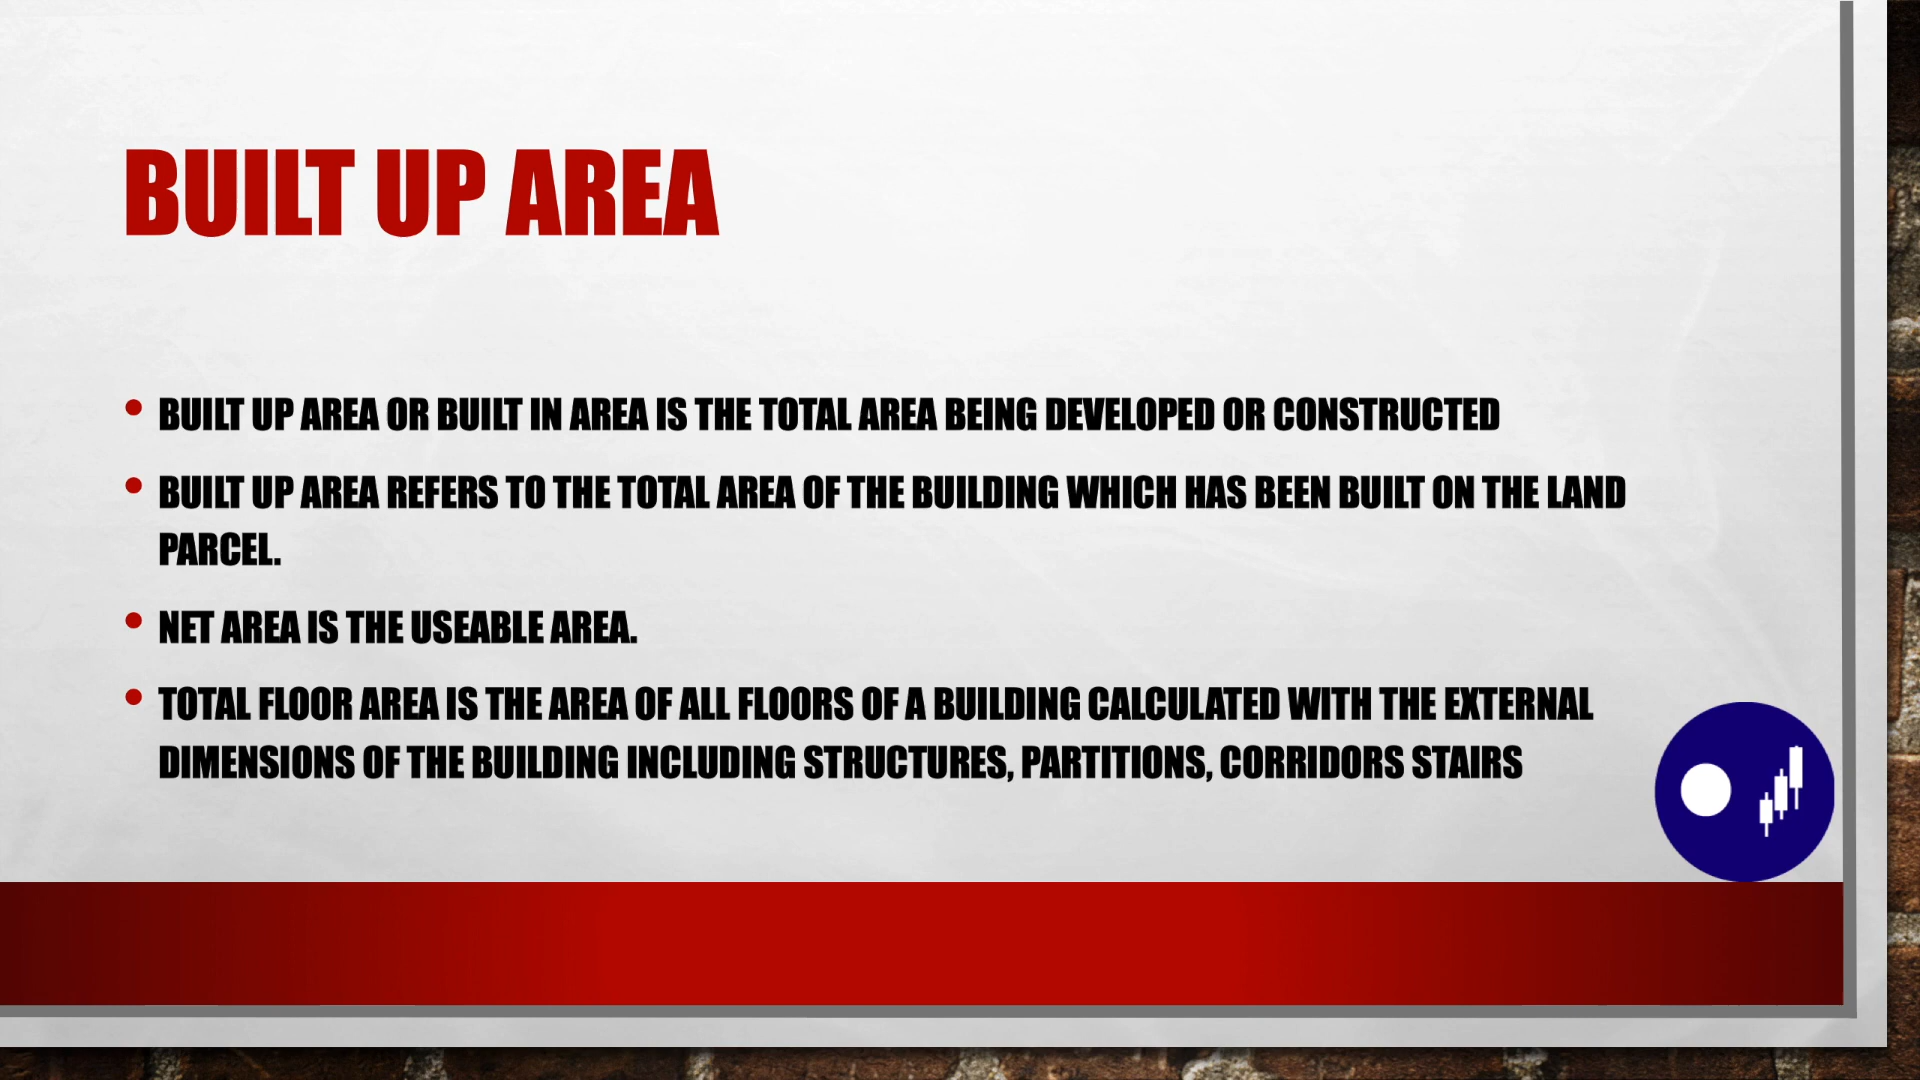 BUILT UP AREA
• BUILT UP AREA OR BUILT IN AREA IS THE TOTAL AREA BEING DEVELOPED OR CONSTRUCTED
• BUILT UP AREA REFERS TO THE TOTAL AREA OF THE BUILDING WHICH HAS BEEN BUILT ON THE LAND
PARCEL.
• NET AREA IS THE USEABLE AREA.
• TOTAL FLOOR AREA IS THE AREA OF ALL FLOORS OF A BUILDING CALCULATED WITH THE EXTERNAL
DIMENSIONS OF THE BUILDING INCLUDING STRUCTURES, PARTITIONS, CORRIDORS STAIRS